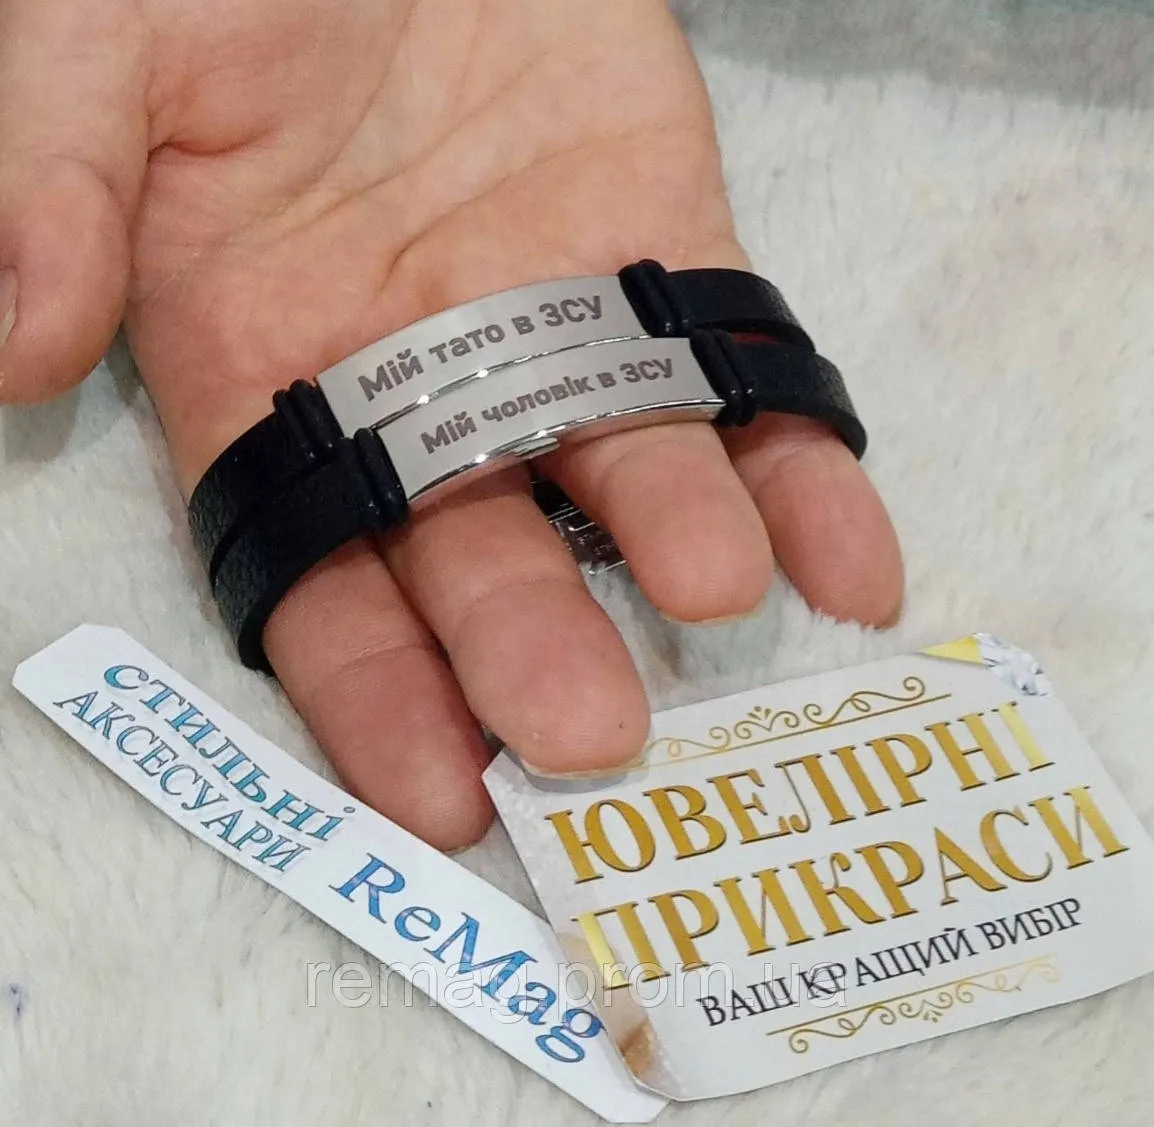 Мій тато в ЗСУ
Мій чоловік в ЗСУ
стильні
АКСЕСУАРИ
ReMag
ЮВЕЛІРНІ
ПРИКРАСИ
ВАШ КРАЩИЙ ВИБІР
remag.prom.ua